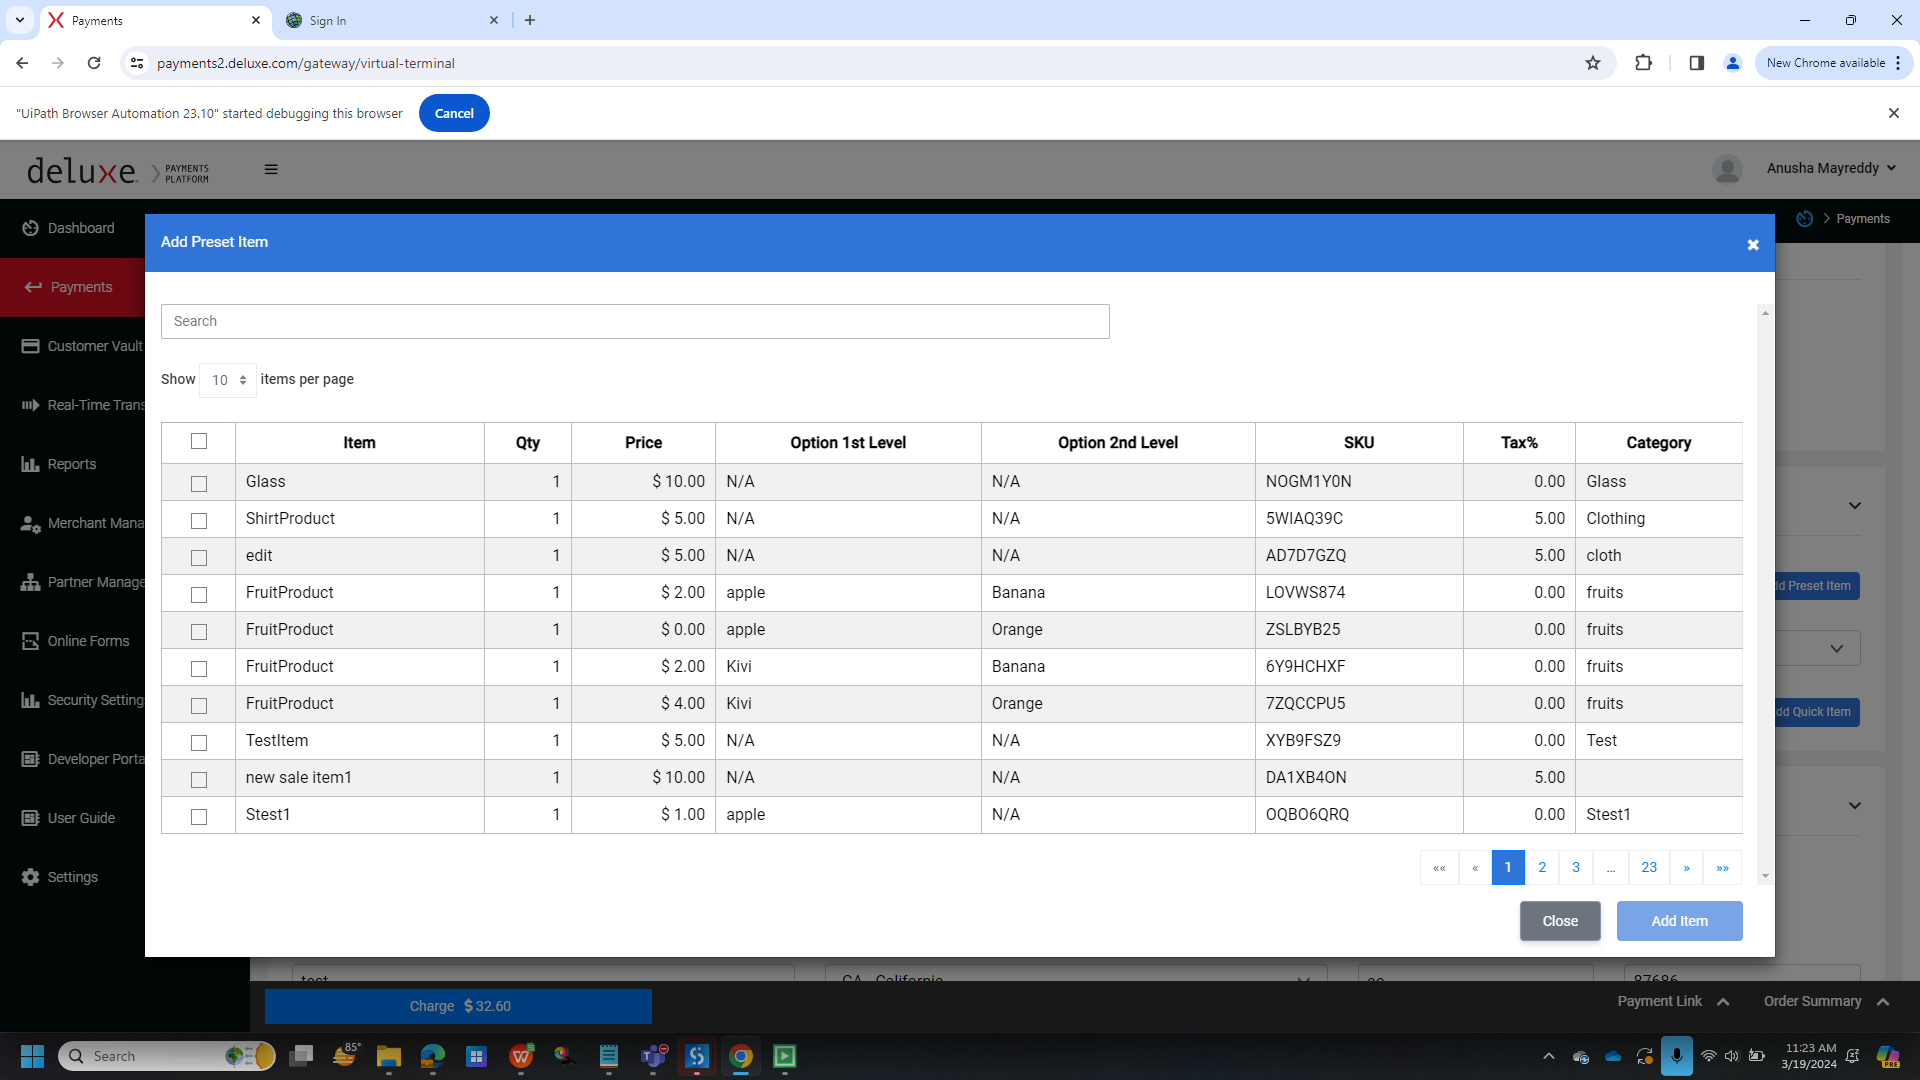 Payments
Sign In
payments2.deluxe.com/gateway/virtual-terminal
New Chrome available
"UiPath Browser Automation 23.10" started debugging this browser
Cancel
deluxe. PAYMENTS PLATFORM
Anusha Mayreddy
Dashboard
Payments
Add Preset Item
Payments
Customer Vault
Real-Time Trans
Reports
Merchant Mana
Partner Manage
Online Forms
Security Setting
Developer Porta
User Guide
Settings
Search
Show 10 items per page
Item Qty Price Option 1st Level Option 2nd Level SKU Tax% Category
Glass 1 $ 10.00 N/A N/A NOGM1Y0N 0.00 Glass
ShirtProduct 1 $ 5.00 N/A N/A 5WIAQ39C 5.00 Clothing
edit 1 $ 5.00 N/A N/A AD7D7GZQ 5.00 cloth
FruitProduct 1 $ 2.00 apple Banana LOVWS874 0.00 fruits
FruitProduct 1 $ 0.00 apple Orange ZSLBYB25 0.00 fruits
FruitProduct 1 $ 2.00 Kivi Banana 6Y9HCHXF 0.00 fruits
FruitProduct 1 $ 4.00 Kivi Orange 7ZQCCPU5 0.00 fruits
TestItem 1 $ 5.00 N/A N/A XYB9FSZ9 0.00 Test
new sale item1 1 $ 10.00 N/A N/A DA1XB4ON 5.00
Stest1 1 $ 1.00 apple N/A OQBO6QRQ 0.00 Stest1
«« « 1 2 3 ... 23 » »»
Close Add Item
dd Preset Item
dd Quick Item
test CA - California 87686
Charge $ 32.60
Payment Link Order Summary
Search
85°
11:23 AM
3/19/2024
PRE